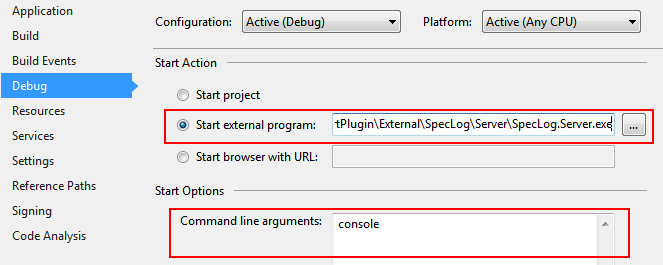 Application
Build
Build Events
Debug
Resources
Services
Settings
Reference Paths
Signing
Code Analysis
Configuration: Active (Debug) Platform: Active (Any CPU)
Start Action
Start project
Start external program: tPlugin\External\SpecLog\Server\SpecLog.Server.exe ...
Start browser with URL:
Start Options
Command line arguments: console